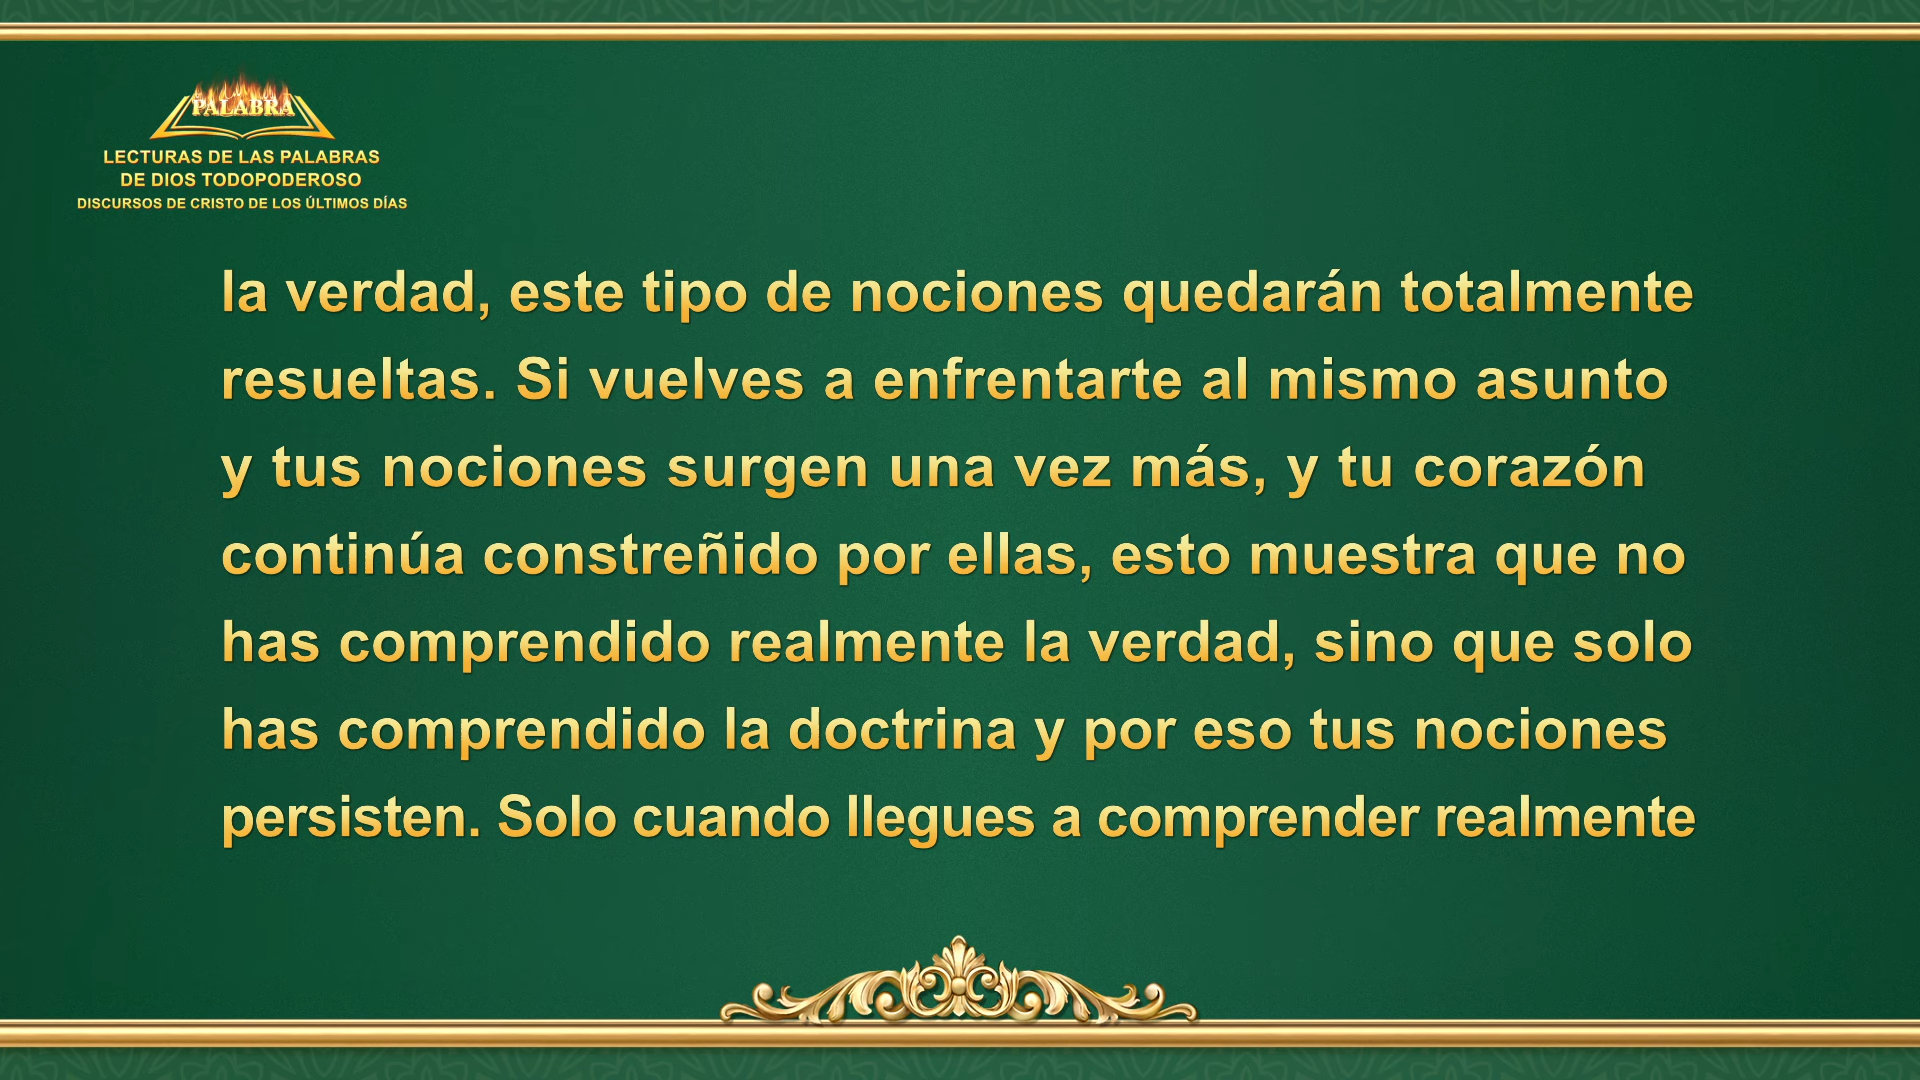 PALABRA
LECTURAS DE LAS PALABRAS
DE DIOS TODOPODEROSO
DISCURSOS DE CRISTO DE LOS ÚLTIMOS DÍAS
la verdad, este tipo de nociones quedarán totalmente
resueltas. Si vuelves a enfrentarte al mismo asunto
y tus nociones surgen una vez más, y tu corazón
continúa constreñido por ellas, esto muestra que no
has comprendido realmente la verdad, sino que solo
has comprendido la doctrina y por eso tus nociones
persisten. Solo cuando llegues a comprender realmente